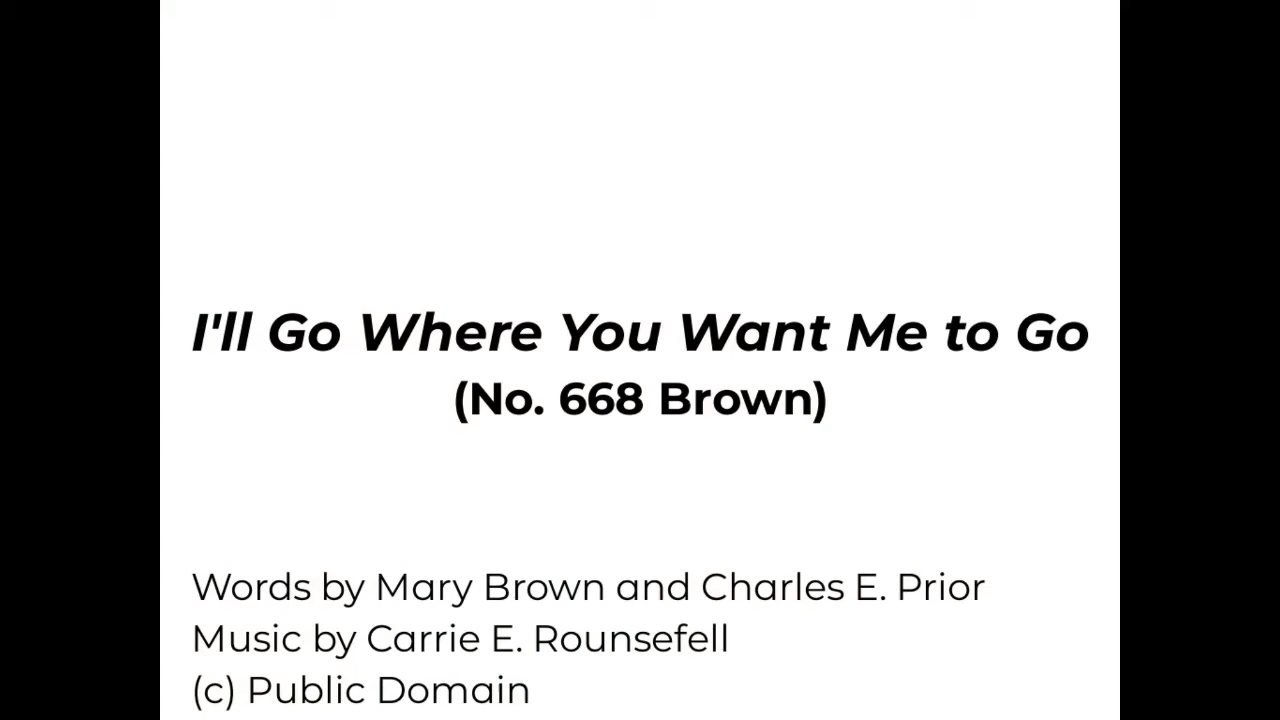 I'll Go Where You Want Me to Go
(No. 668 Brown)
Words by Mary Brown and Charles E. Prior
Music by Carrie E. Rounsefell
(c) Public Domain